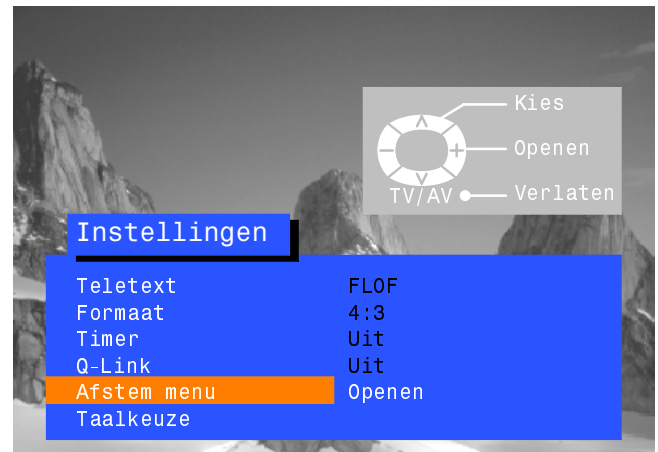 Kies
Openen
TV/AV Verlaten
Instellingen
Teletext FLOF
Formaat 4:3
Timer Uit
Q-Link Uit
Afstem menu Openen
Taalkeuze